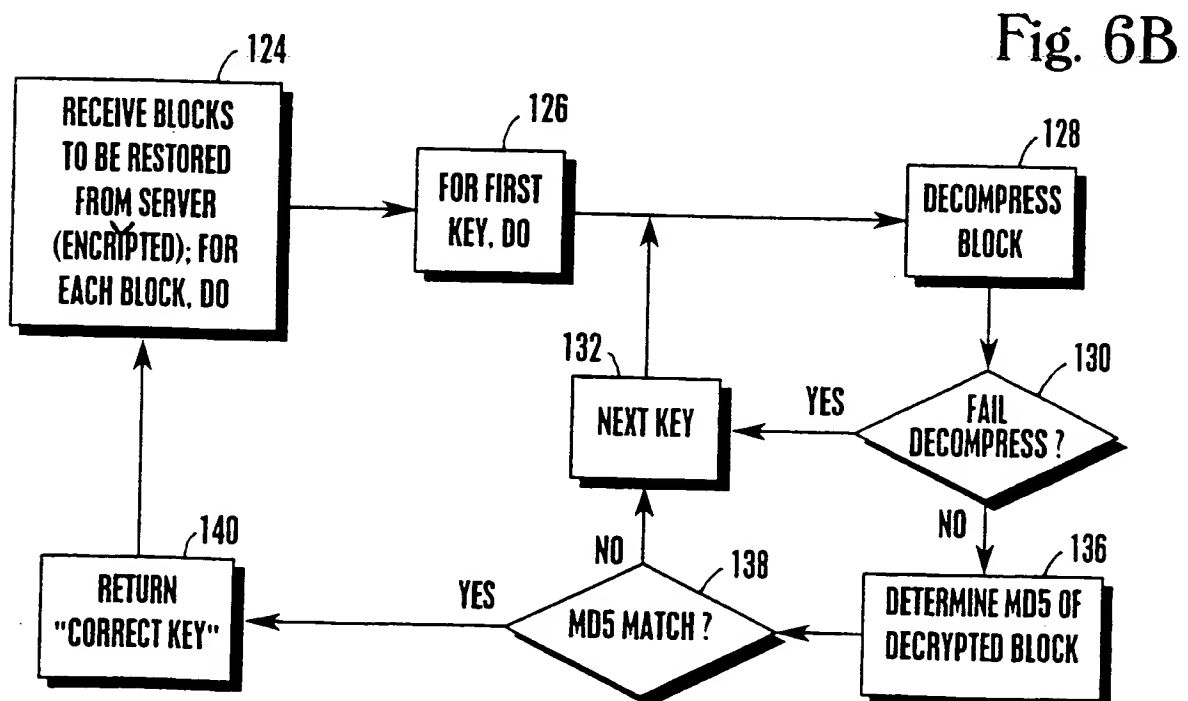 Fig. 6B
124
RECEIVE BLOCKS
TO BE RESTORED
FROM SERVER
(ENCRIPTED); FOR
EACH BLOCK, DO
126
FOR FIRST
KEY, DO
128
DECOMPRESS
BLOCK
132
NEXT KEY
130
FAIL
DECOMPRESS ?
YES
NO
136
DETERMINE MD5 OF
DECRYPTED BLOCK
138
MD5 MATCH ?
NO
YES
140
RETURN
"CORRECT KEY"